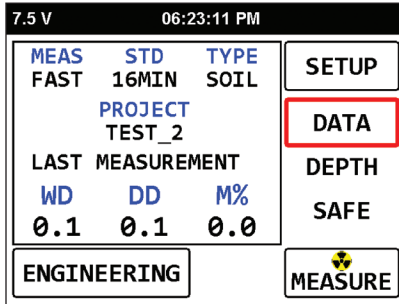 7.5 V 06:23:11 PM
MEAS STD TYPE
FAST 16MIN SOIL
PROJECT
TEST_2
LAST MEASUREMENT
WD DD M%
0.1 0.1 0.0
SETUP
DATA
DEPTH
SAFE
ENGINEERING
MEASURE